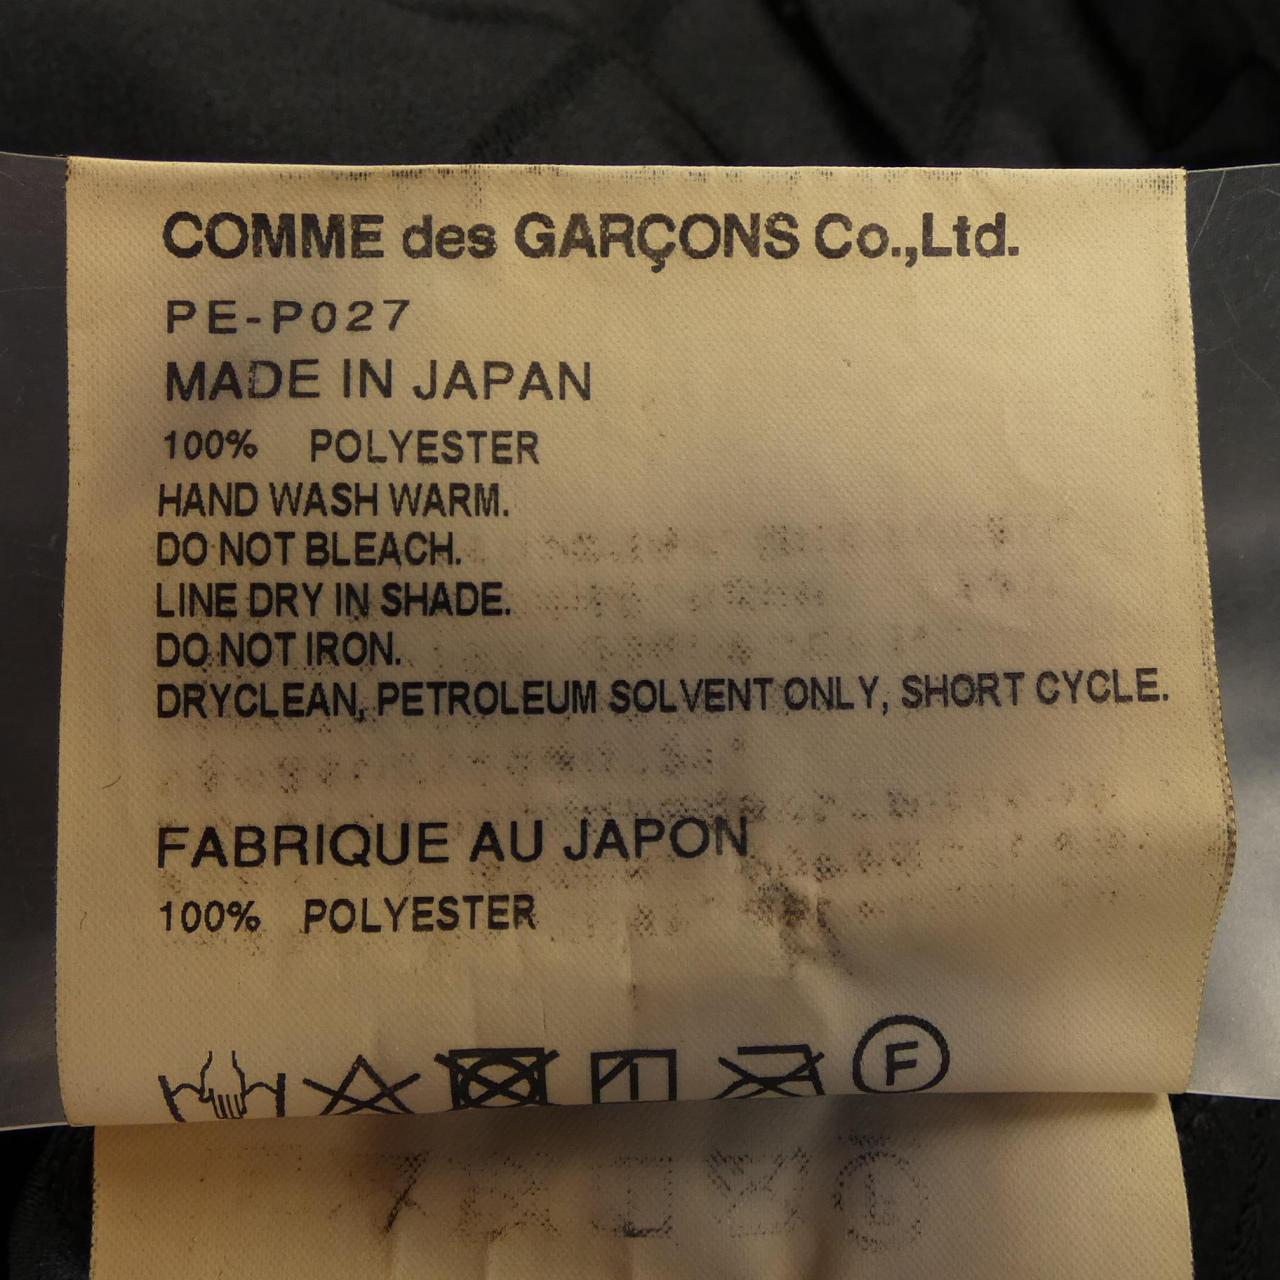 COMME des GARÇONS Co.,Ltd.
PE-P027
MADE IN JAPAN
100% POLYESTER
HAND WASH WARM.
DO NOT BLEACH.
LINE DRY IN SHADE.
DO NOT IRON.
DRYCLEAN, PETROLEUM SOLVENT ONLY, SHORT CYCLE.
FABRIQUE AU JAPON
100% POLYESTER
F